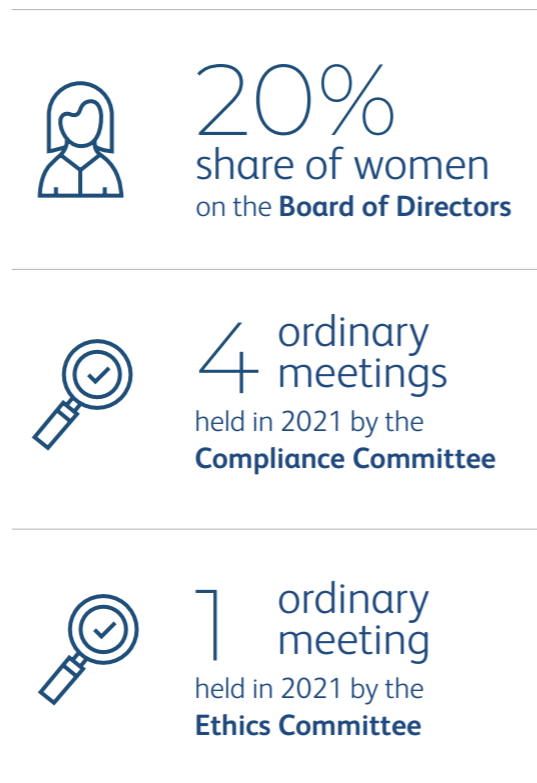 20%
share of women
on the Board of Directors
4 ordinary
meetings
held in 2021 by the
Compliance Committee
1 ordinary
meeting
held in 2021 by the
Ethics Committee